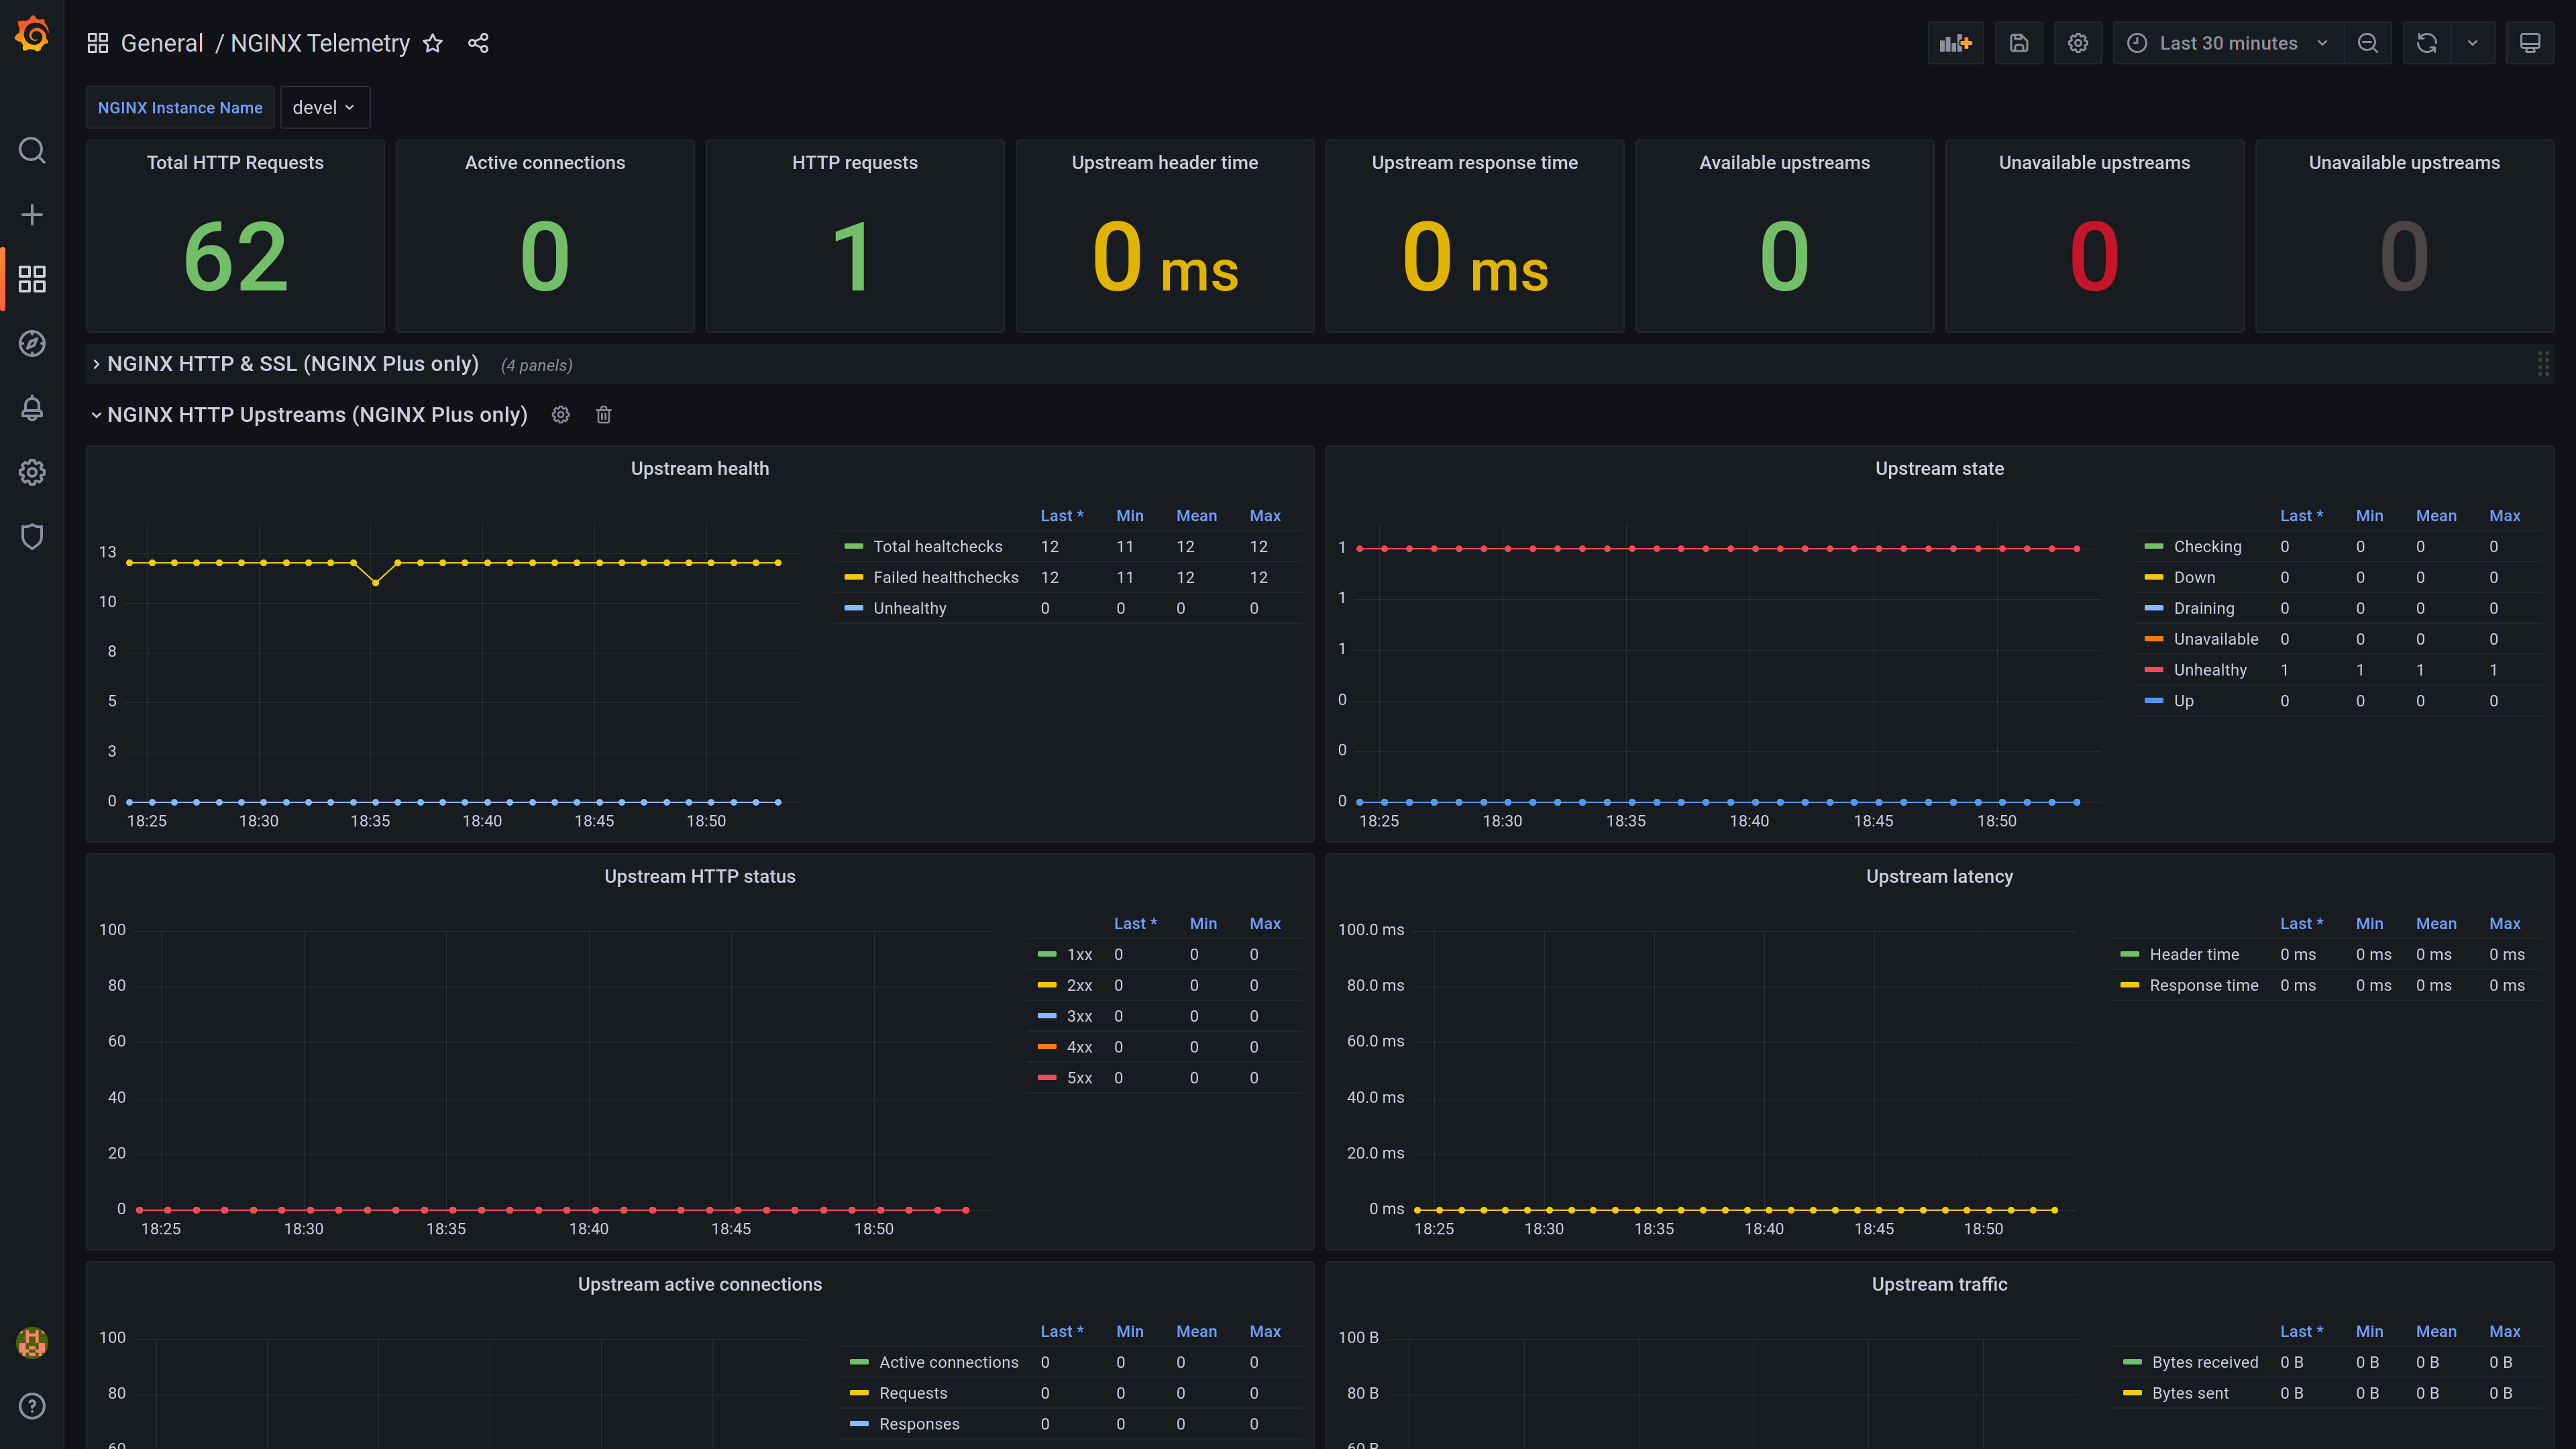 General / NGINX Telemetry
Last 30 minutes
NGINX Instance Name devel
Total HTTP Requests
62
Active connections
0
HTTP requests
1
Upstream header time
0 ms
Upstream response time
0 ms
Available upstreams
0
Unavailable upstreams
0
Unavailable upstreams
0
NGINX HTTP & SSL (NGINX Plus only) (4 panels)
NGINX HTTP Upstreams (NGINX Plus only)
Upstream health
13
10
8
5
3
0
18:25 18:30 18:35 18:40 18:45 18:50
Last * Min Mean Max
Total healtchecks 12 11 12 12
Failed healthchecks 12 11 12 12
Unhealthy 0 0 0 0
Upstream state
1
1
1
0
0
0
18:25 18:30 18:35 18:40 18:45 18:50
Last * Min Mean Max
Checking 0 0 0 0
Down 0 0 0 0
Draining 0 0 0 0
Unavailable 0 0 0 0
Unhealthy 1 1 1 1
Up 0 0 0 0
Upstream HTTP status
100
80
60
40
20
0
18:25 18:30 18:35 18:40 18:45 18:50
Last * Min Max
1xx 0 0 0
2xx 0 0 0
3xx 0 0 0
4xx 0 0 0
5xx 0 0 0
Upstream latency
100.0 ms
80.0 ms
60.0 ms
40.0 ms
20.0 ms
0 ms
18:25 18:30 18:35 18:40 18:45 18:50
Last * Min Mean Max
Header time 0 ms 0 ms 0 ms 0 ms
Response time 0 ms 0 ms 0 ms 0 ms
Upstream active connections
100
80
60
Last * Min Mean Max
Active connections 0 0 0 0
Requests 0 0 0 0
Responses 0 0 0 0
Upstream traffic
100 B
80 B
60 B
Last * Min Mean Max
Bytes received 0 B 0 B 0 B 0 B
Bytes sent 0 B 0 B 0 B 0 B